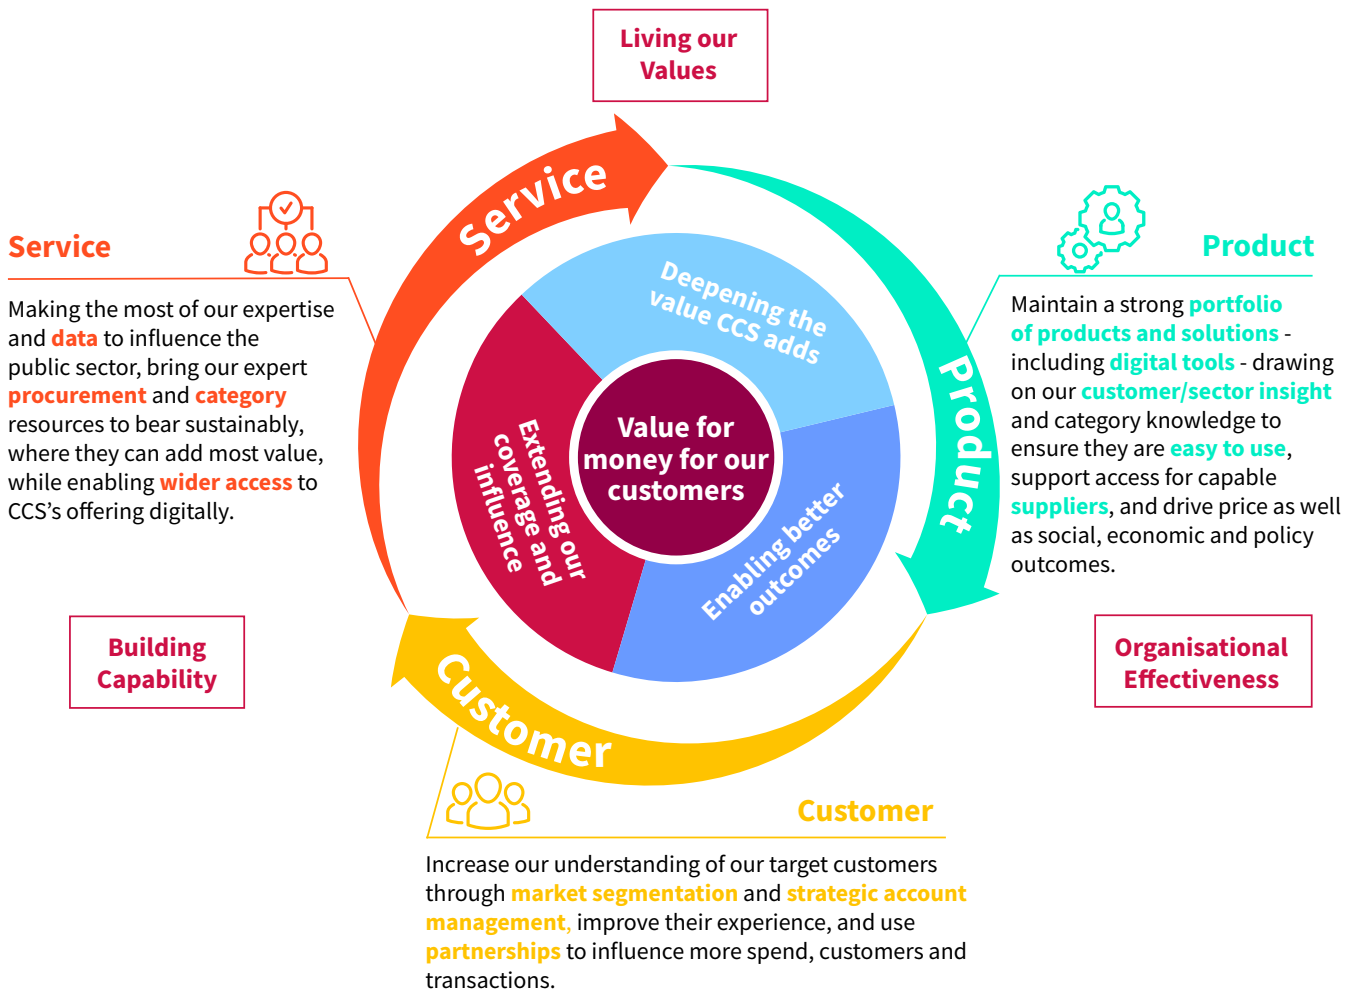 Living our
Values
Service
Service
Making the most of our expertise
and data to influence the
public sector, bring our expert
procurement and category
resources to bear sustainably,
where they can add most value,
while enabling wider access to
CCS’s offering digitally.
Product
Product
Maintain a strong portfolio
of products and solutions -
including digital tools - drawing
on our customer/sector insight
and category knowledge to
ensure they are easy to use,
support access for capable
suppliers, and drive price as well
as social, economic and policy
outcomes.
Deepening the
value CCS adds
Extending our
coverage and
influence
Value for
money for our
customers
Enabling better
outcomes
Building
Capability
Organisational
Effectiveness
Customer
Customer
Increase our understanding of our target customers
through market segmentation and strategic account
management, improve their experience, and use
partnerships to influence more spend, customers and
transactions.